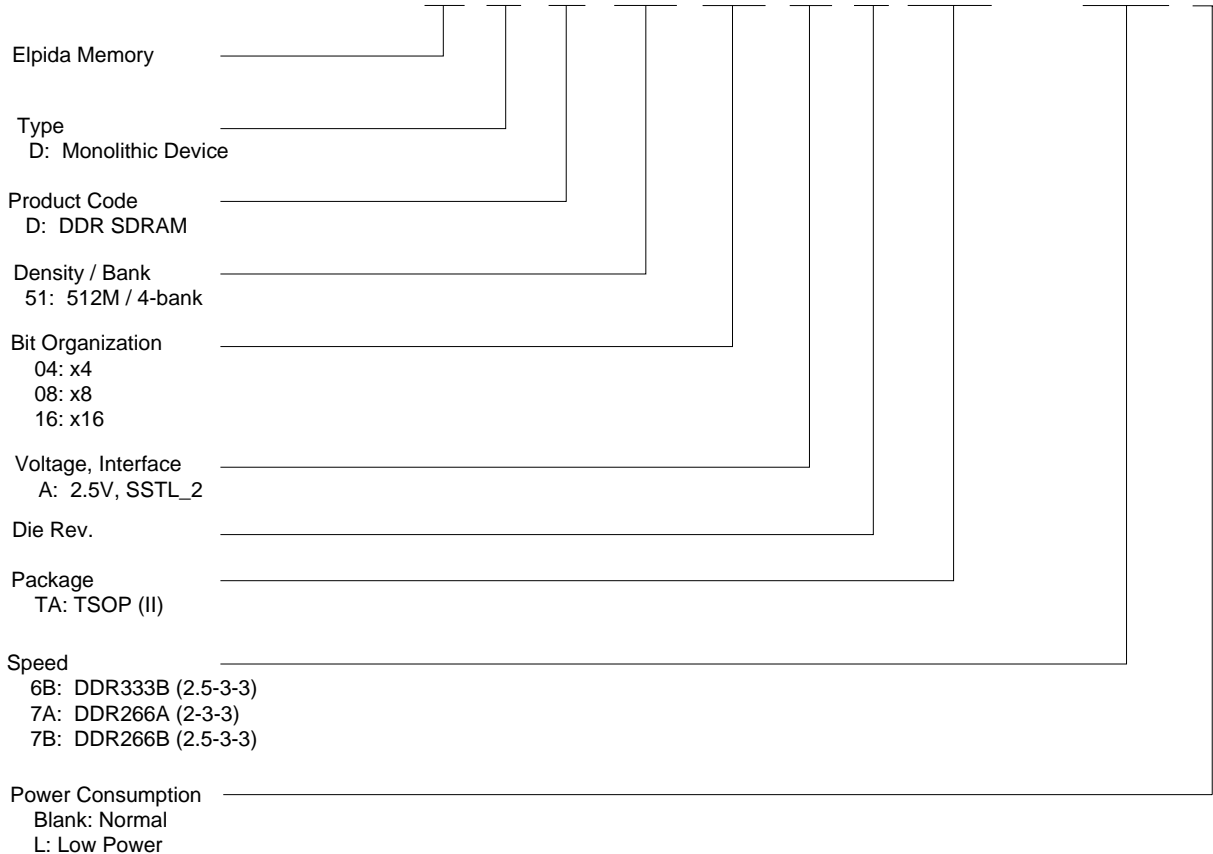 Elpida Memory
Type
D: Monolithic Device
Product Code
D: DDR SDRAM
Density / Bank
51: 512M / 4-bank
Bit Organization
04: x4
08: x8
16: x16
Voltage, Interface
A: 2.5V, SSTL_2
Die Rev.
Package
TA: TSOP (II)
Speed
6B: DDR333B (2.5-3-3)
7A: DDR266A (2-3-3)
7B: DDR266B (2.5-3-3)
Power Consumption
Blank: Normal
L: Low Power